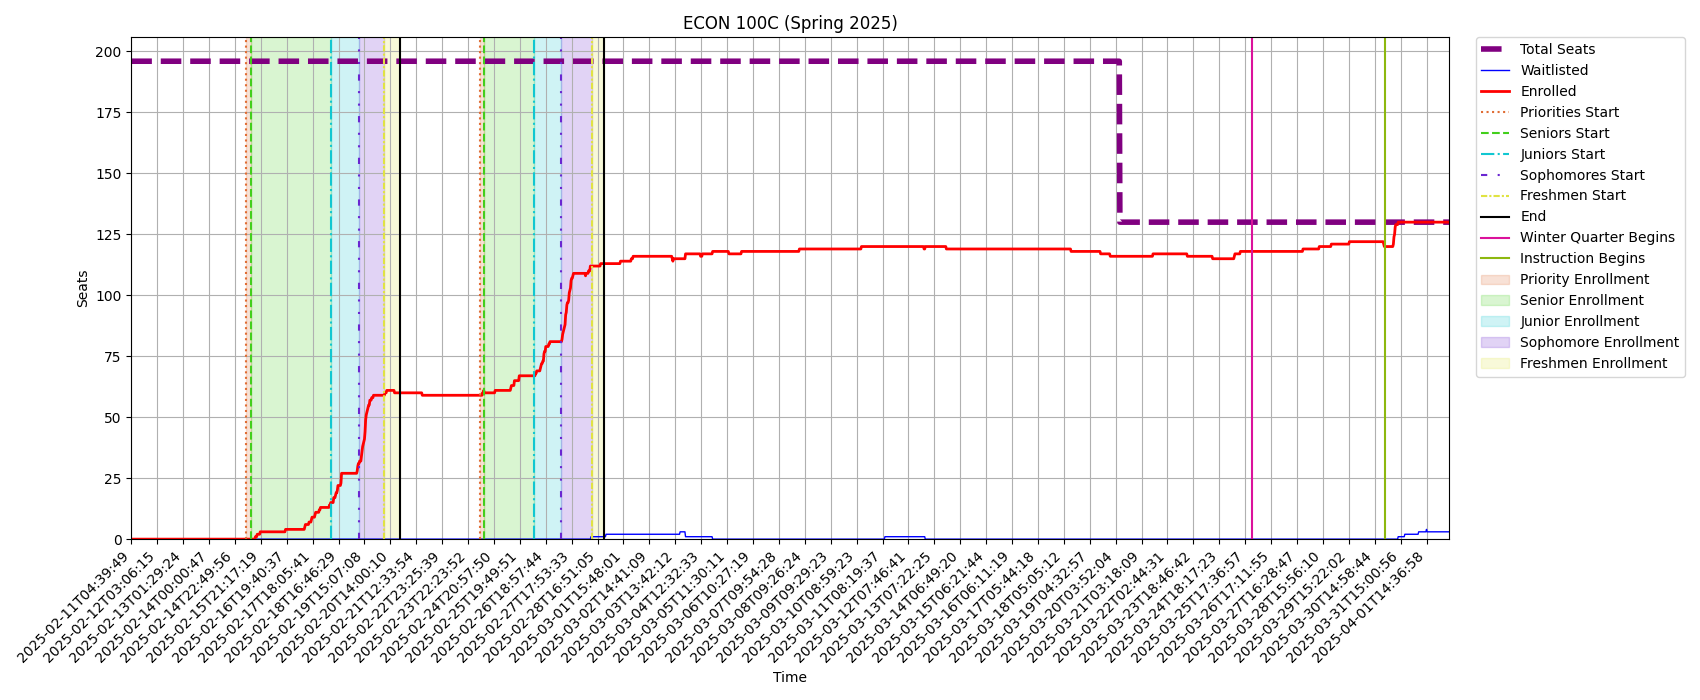 ECON 100C (Spring 2025)
Seats
200
175
150
125
100
75
50
25
0
2025-02-11T04:39:49
2025-02-12T03:06:15
2025-02-13T01:29:24
2025-02-14T00:00:47
2025-02-14T22:49:56
2025-02-15T21:17:19
2025-02-16T19:40:37
2025-02-17T18:05:41
2025-02-18T16:46:29
2025-02-19T15:07:08
2025-02-20T14:00:10
2025-02-21T12:33:54
2025-02-22T10:25:39
2025-02-23T22:23:52
2025-02-24T20:57:50
2025-02-25T19:49:51
2025-02-26T18:57:44
2025-02-27T17:53:33
2025-02-28T16:51:05
2025-03-01T15:48:01
2025-03-02T14:41:09
2025-03-03T13:42:12
2025-03-04T12:32:33
2025-03-05T11:30:11
2025-03-06T10:27:19
2025-03-07T09:54:28
2025-03-08T09:26:24
2025-03-09T09:29:23
2025-03-10T08:59:23
2025-03-11T08:19:37
2025-03-12T07:46:41
2025-03-13T07:22:25
2025-03-14T06:49:20
2025-03-15T06:21:44
2025-03-16T06:11:19
2025-03-17T05:44:18
2025-03-18T05:05:12
2025-03-19T04:32:57
2025-03-20T03:52:04
2025-03-21T03:18:09
2025-03-22T02:44:31
2025-03-23T18:46:42
2025-03-24T18:17:23
2025-03-25T17:36:57
2025-03-26T17:11:55
2025-03-27T16:28:47
2025-03-28T15:56:10
2025-03-29T15:22:02
2025-03-30T14:58:44
2025-03-31T15:00:56
2025-04-01T14:36:58
Time
Total Seats
Waitlisted
Enrolled
Priorities Start
Seniors Start
Juniors Start
Sophomores Start
Freshmen Start
End
Winter Quarter Begins
Instruction Begins
Priority Enrollment
Senior Enrollment
Junior Enrollment
Sophomore Enrollment
Freshmen Enrollment